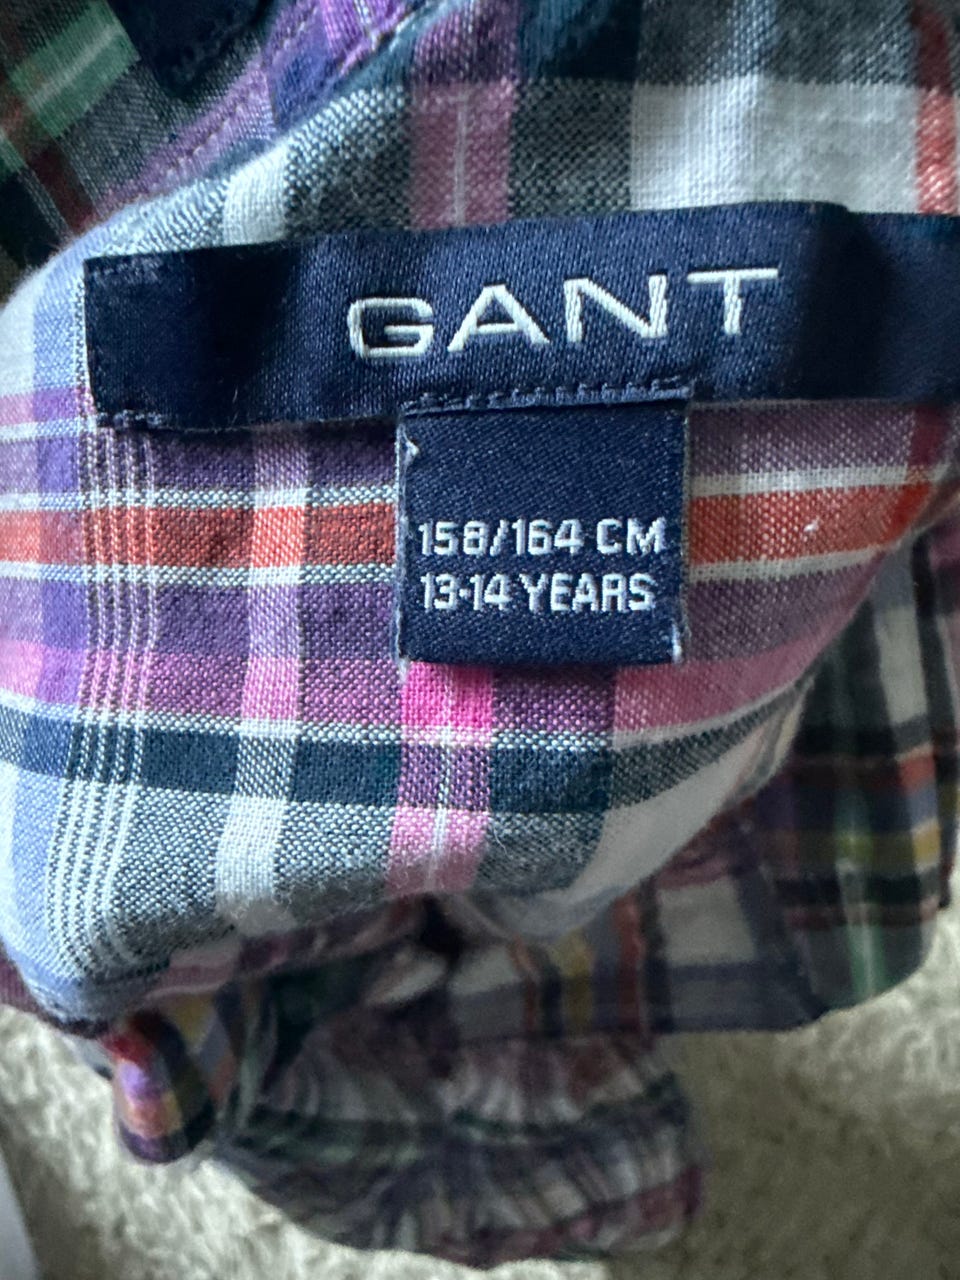 GANT
158/164 CM
13-14 YEARS